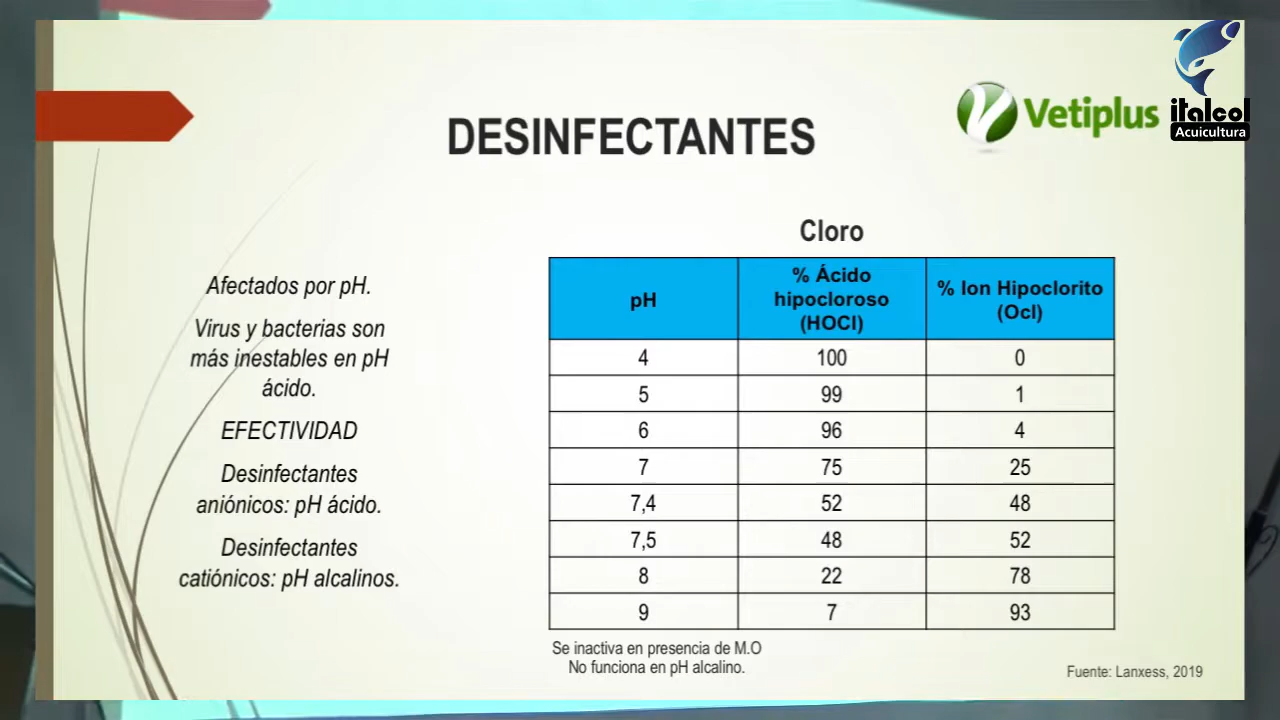 Vetiplus
italcol
Acuicultura
DESINFECTANTES
Afectados por pH.
Virus y bacterias son
más inestables en pH
ácido.
EFECTIVIDAD
Desinfectantes
aniónicos: pH ácido.
Desinfectantes
catiónicos: pH alcalinos.
Cloro
pH % Ácido hipocloroso (HOCI) % Ion Hipoclorito (Ocl)
4 100 0
5 99 1
6 96 4
7 75 25
7,4 52 48
7,5 48 52
8 22 78
9 7 93
Se inactiva en presencia de M.O
No funciona en pH alcalino.
Fuente: Lanxess, 2019